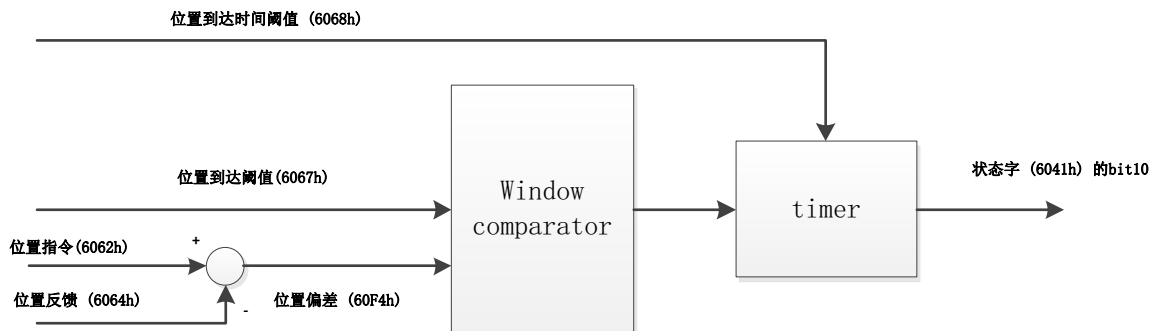 位置到达时间阈值 (6068h)
位置到达阈值(6067h)
Window
comparator
timer
状态字 (6041h) 的bit10
位置指令(6062h)
+
位置反馈 (6064h)
-
位置偏差 (60F4h)